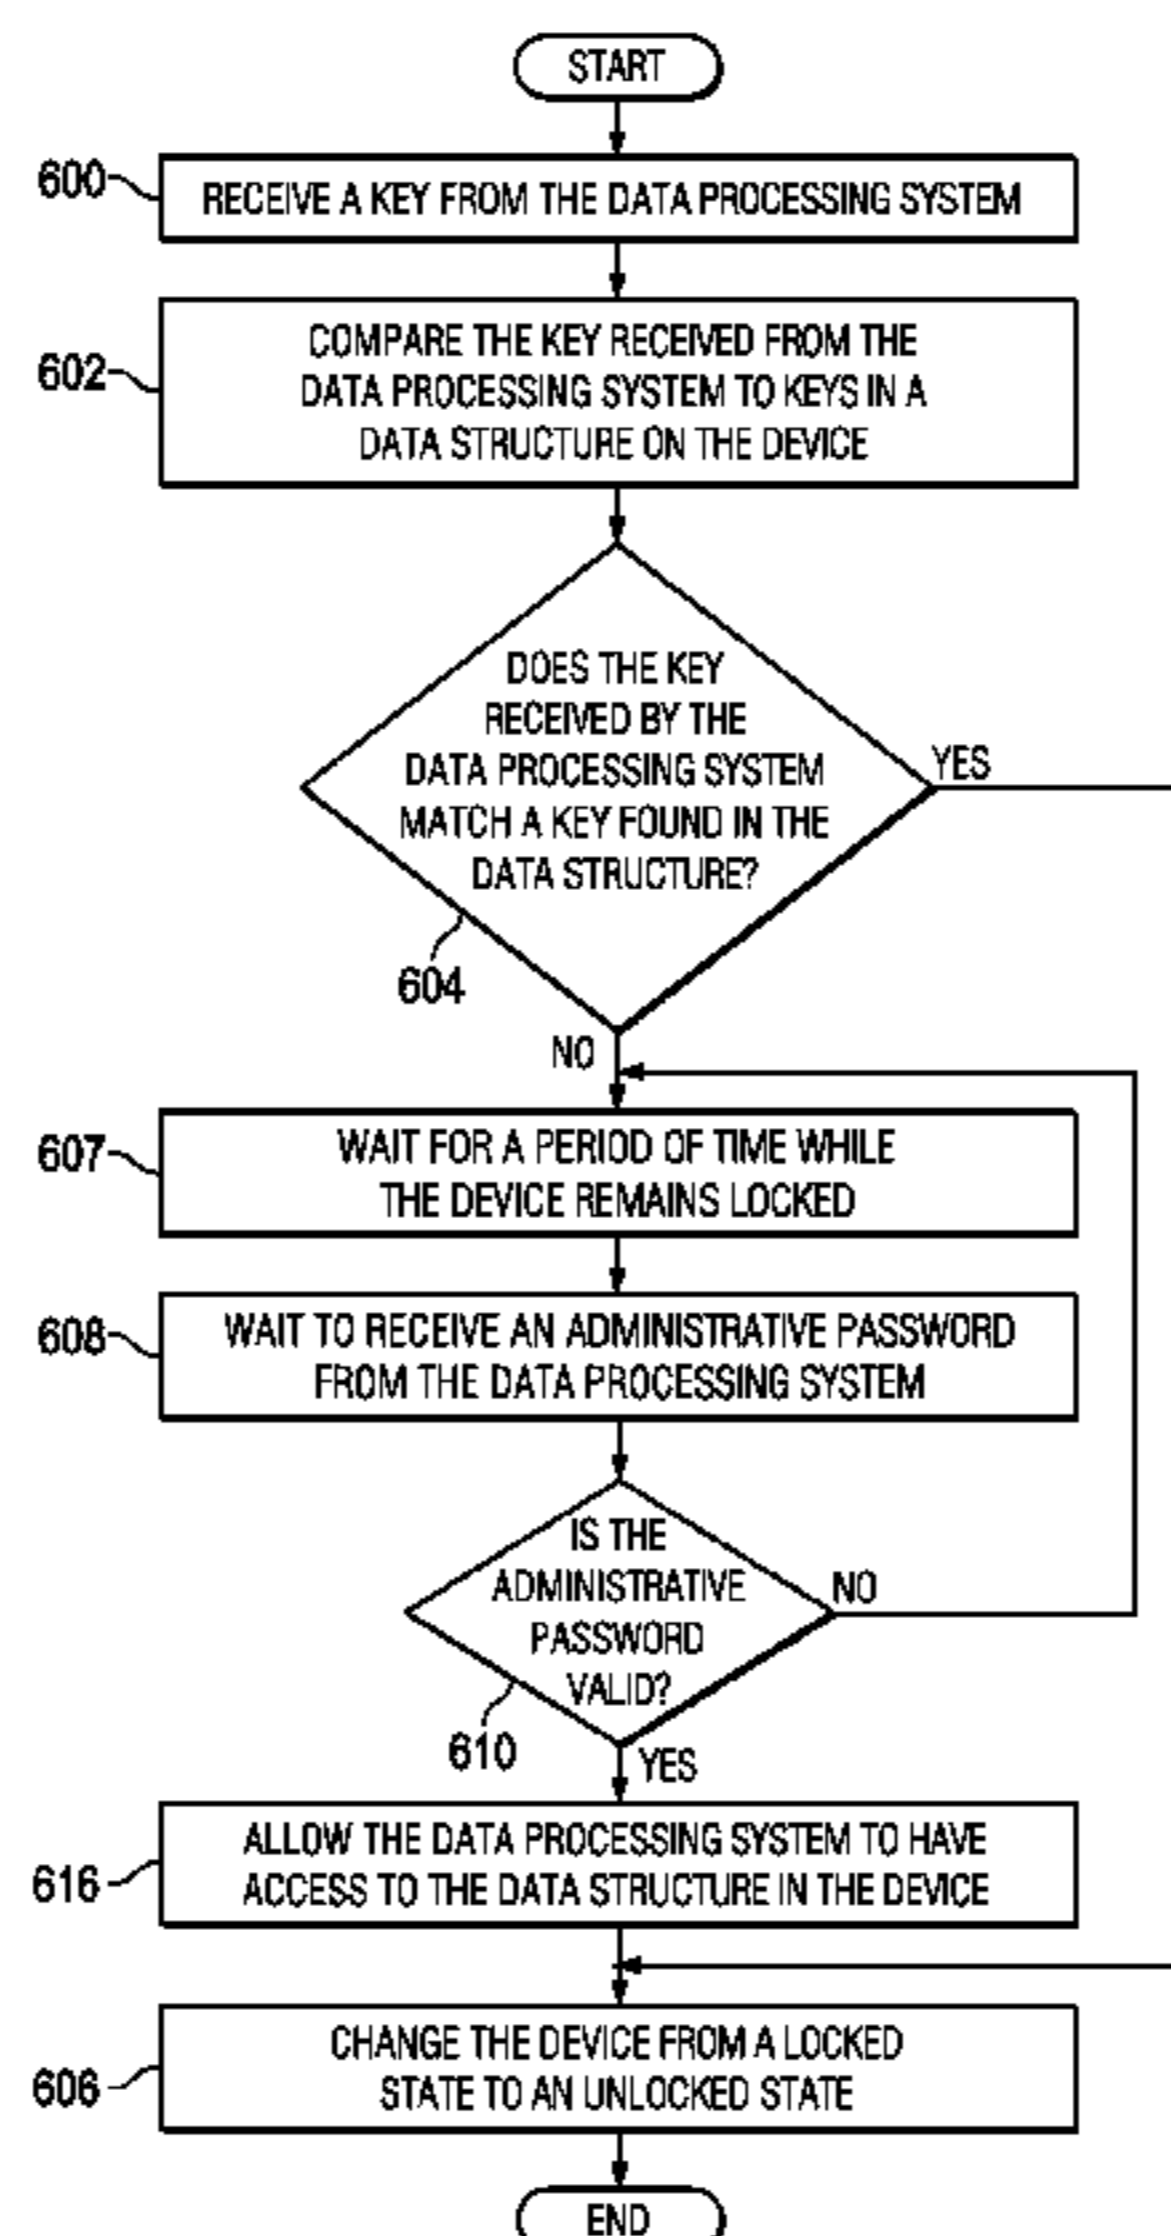 START
600
RECEIVE A KEY FROM THE DATA PROCESSING SYSTEM
602
COMPARE THE KEY RECEIVED FROM THE
DATA PROCESSING SYSTEM TO KEYS IN A
DATA STRUCTURE ON THE DEVICE
DOES THE KEY
RECEIVED BY THE
DATA PROCESSING SYSTEM
MATCH A KEY FOUND IN THE
DATA STRUCTURE?
YES
604
NO
607
WAIT FOR A PERIOD OF TIME WHILE
THE DEVICE REMAINS LOCKED
608
WAIT TO RECEIVE AN ADMINISTRATIVE PASSWORD
FROM THE DATA PROCESSING SYSTEM
IS THE
ADMINISTRATIVE
PASSWORD
VALID?
NO
610
YES
616
ALLOW THE DATA PROCESSING SYSTEM TO HAVE
ACCESS TO THE DATA STRUCTURE IN THE DEVICE
606
CHANGE THE DEVICE FROM A LOCKED
STATE TO AN UNLOCKED STATE
END